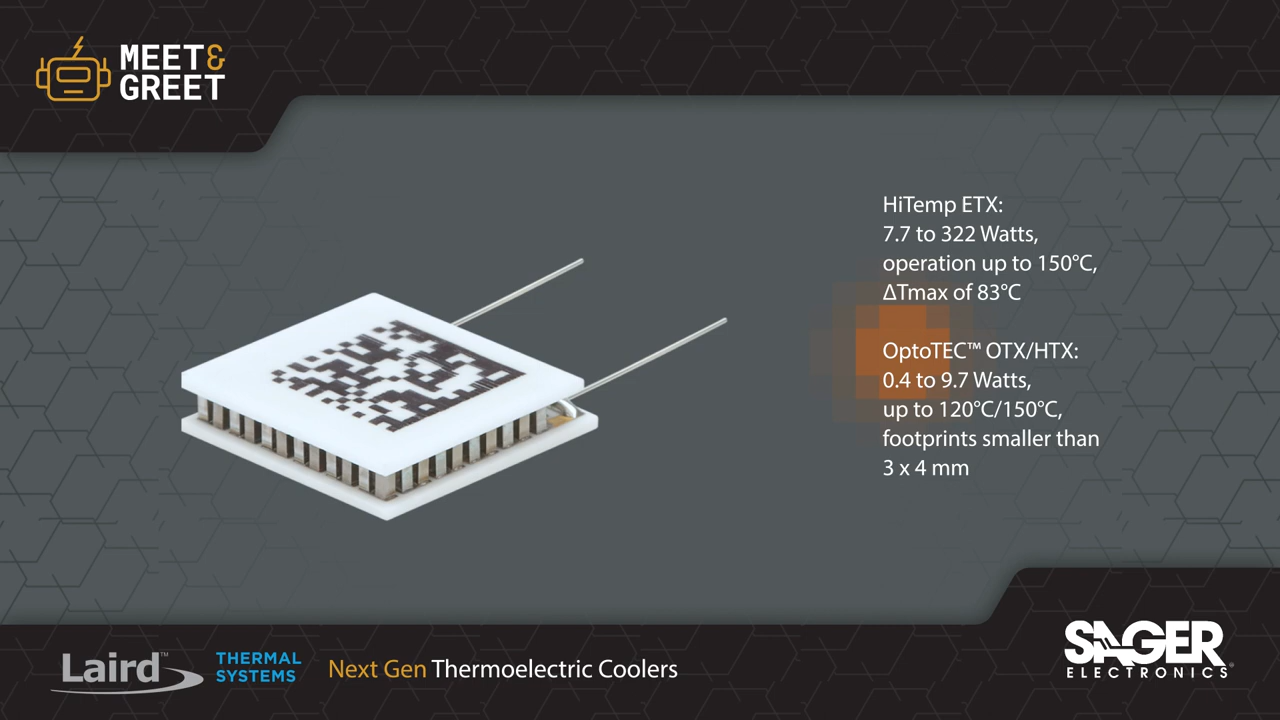 MEET&
GREET
HiTemp ETX:
7.7 to 322 Watts,
operation up to 150°C,
ΔTmax of 83°C
OptoTEC™ OTX/HTX:
0.4 to 9.7 Watts,
up to 120°C/150°C,
footprints smaller than
3 x 4 mm
Laird™
THERMAL
SYSTEMS
Next Gen Thermoelectric Coolers
SAGER
ELECTRONICS®